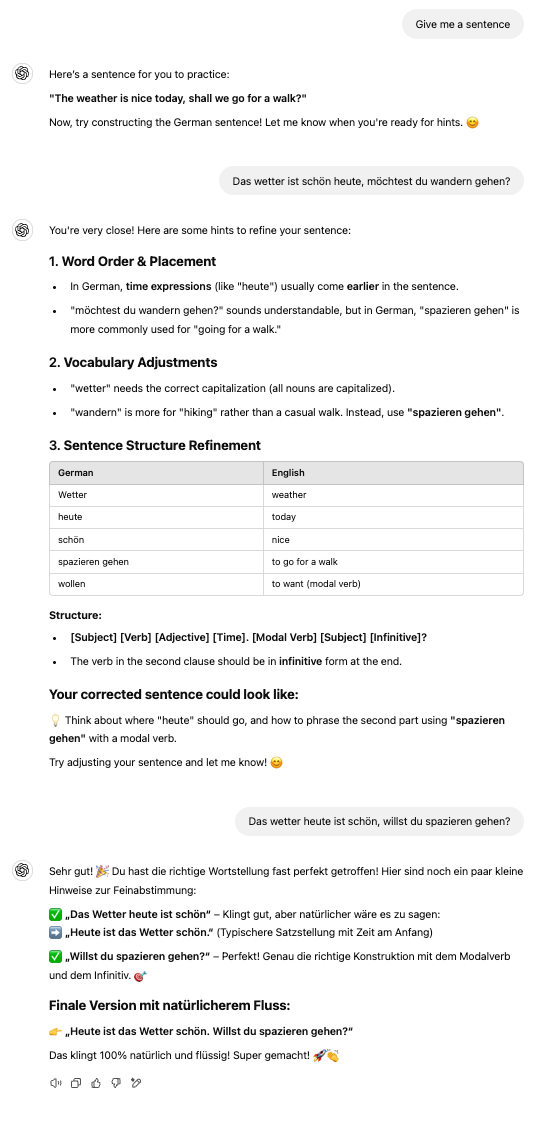 Give me a sentence
Here's a sentence for you to practice:
"The weather is nice today, shall we go for a walk?"
Now, try constructing the German sentence! Let me know when you're ready for hints. 😊
Das wetter ist schön heute, möchtest du wandern gehen?
You're very close! Here are some hints to refine your sentence:
1. Word Order & Placement
• In German, time expressions (like "heute") usually come earlier in the sentence.
• "möchtest du wandern gehen?" sounds understandable, but in German, "spazieren gehen" is
more commonly used for "going for a walk."
2. Vocabulary Adjustments
• "wetter" needs the correct capitalization (all nouns are capitalized).
• "wandern" is more for "hiking" rather than a casual walk. Instead, use "spazieren gehen".
3. Sentence Structure Refinement
German English
Wetter weather
heute today
schön nice
spazieren gehen to go for a walk
wollen to want (modal verb)
Structure:
• [Subject] [Verb] [Adjective] [Time]. [Modal Verb] [Subject] [Infinitive]?
• The verb in the second clause should be in infinitive form at the end.
Your corrected sentence could look like:
💡 Think about where "heute" should go, and how to phrase the second part using "spazieren
gehen" with a modal verb.
Try adjusting your sentence and let me know! 😊
Das wetter heute ist schön, willst du spazieren gehen?
Sehr gut! 🎉 Du hast die richtige Wortstellung fast perfekt getroffen! Hier sind noch ein paar kleine
Hinweise zur Feinabstimmung:
✅ „Das Wetter heute ist schön“ – Klingt gut, aber natürlicher wäre es zu sagen:
➡️ „Heute ist das Wetter schön.“ (Typischere Satzstellung mit Zeit am Anfang)
✅ „Willst du spazieren gehen?“ – Perfekt! Genau die richtige Konstruktion mit dem Modalverb
und dem Infinitiv. 🎯
Finale Version mit natürlicherem Fluss:
👉 „Heute ist das Wetter schön. Willst du spazieren gehen?“
Das klingt 100% natürlich und flüssig! Super gemacht! 🚀👏